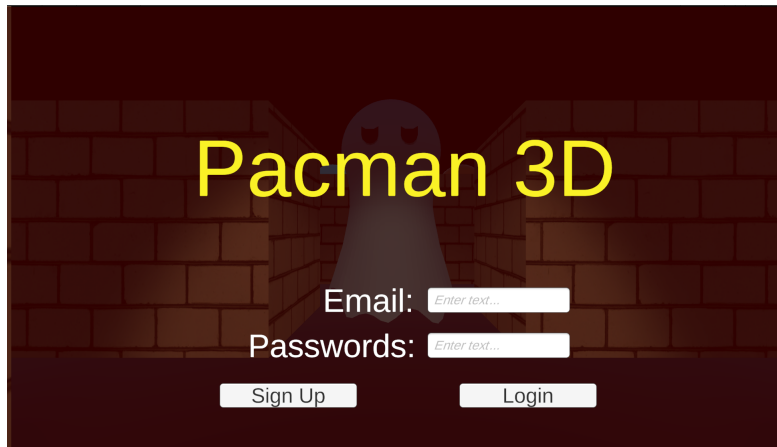 Pacman 3D
Email: Enter text...
Passwords: Enter text...
Sign Up Login